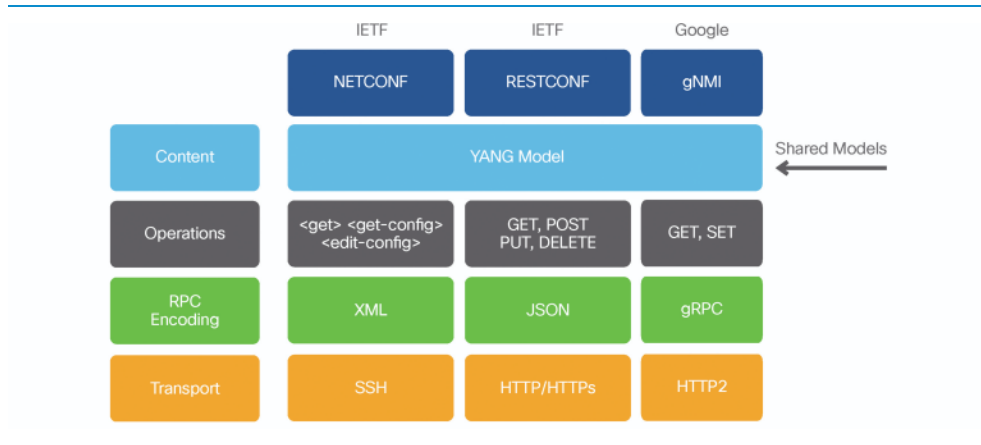 IETF IETF Google
NETCONF RESTCONF gNMI
Content YANG Model Shared Models
Operations <get> <get-config> <edit-config> GET, POST PUT, DELETE GET, SET
RPC Encoding XML JSON gRPC
Transport SSH HTTP/HTTPs HTTP2